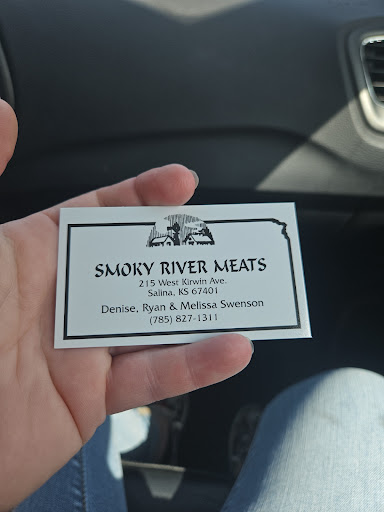 SMOKY RIVER MEATS
215 West Kirwin Ave.
Salina, KS 67401
Denise, Ryan & Melissa Swenson
(785) 827-1311